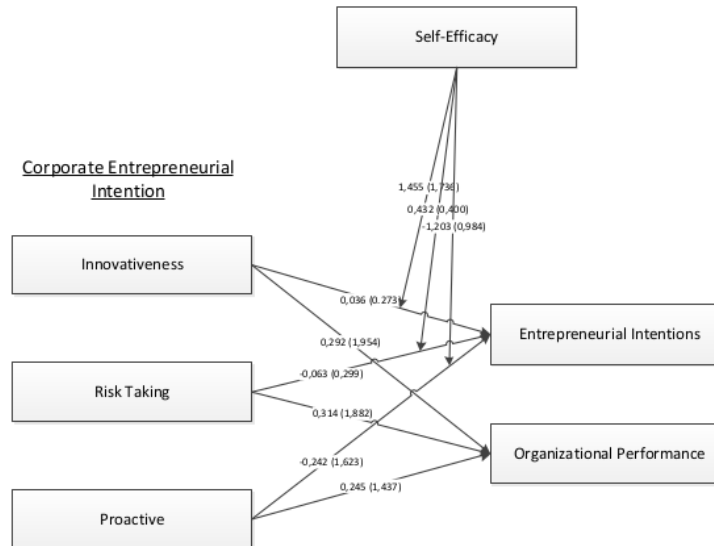 Self-Efficacy
Corporate Entrepreneurial
Intention
1,455 (1,736)
0,432 (0,400)
-1,203 (0,984)
Innovativeness
0,036 (0.273)
Entrepreneurial Intentions
0,292 (1,954)
-0,063 (0,299)
Risk Taking
0,314 (1,882)
Organizational Performance
-0,242 (1,623)
0,245 (1,437)
Proactive